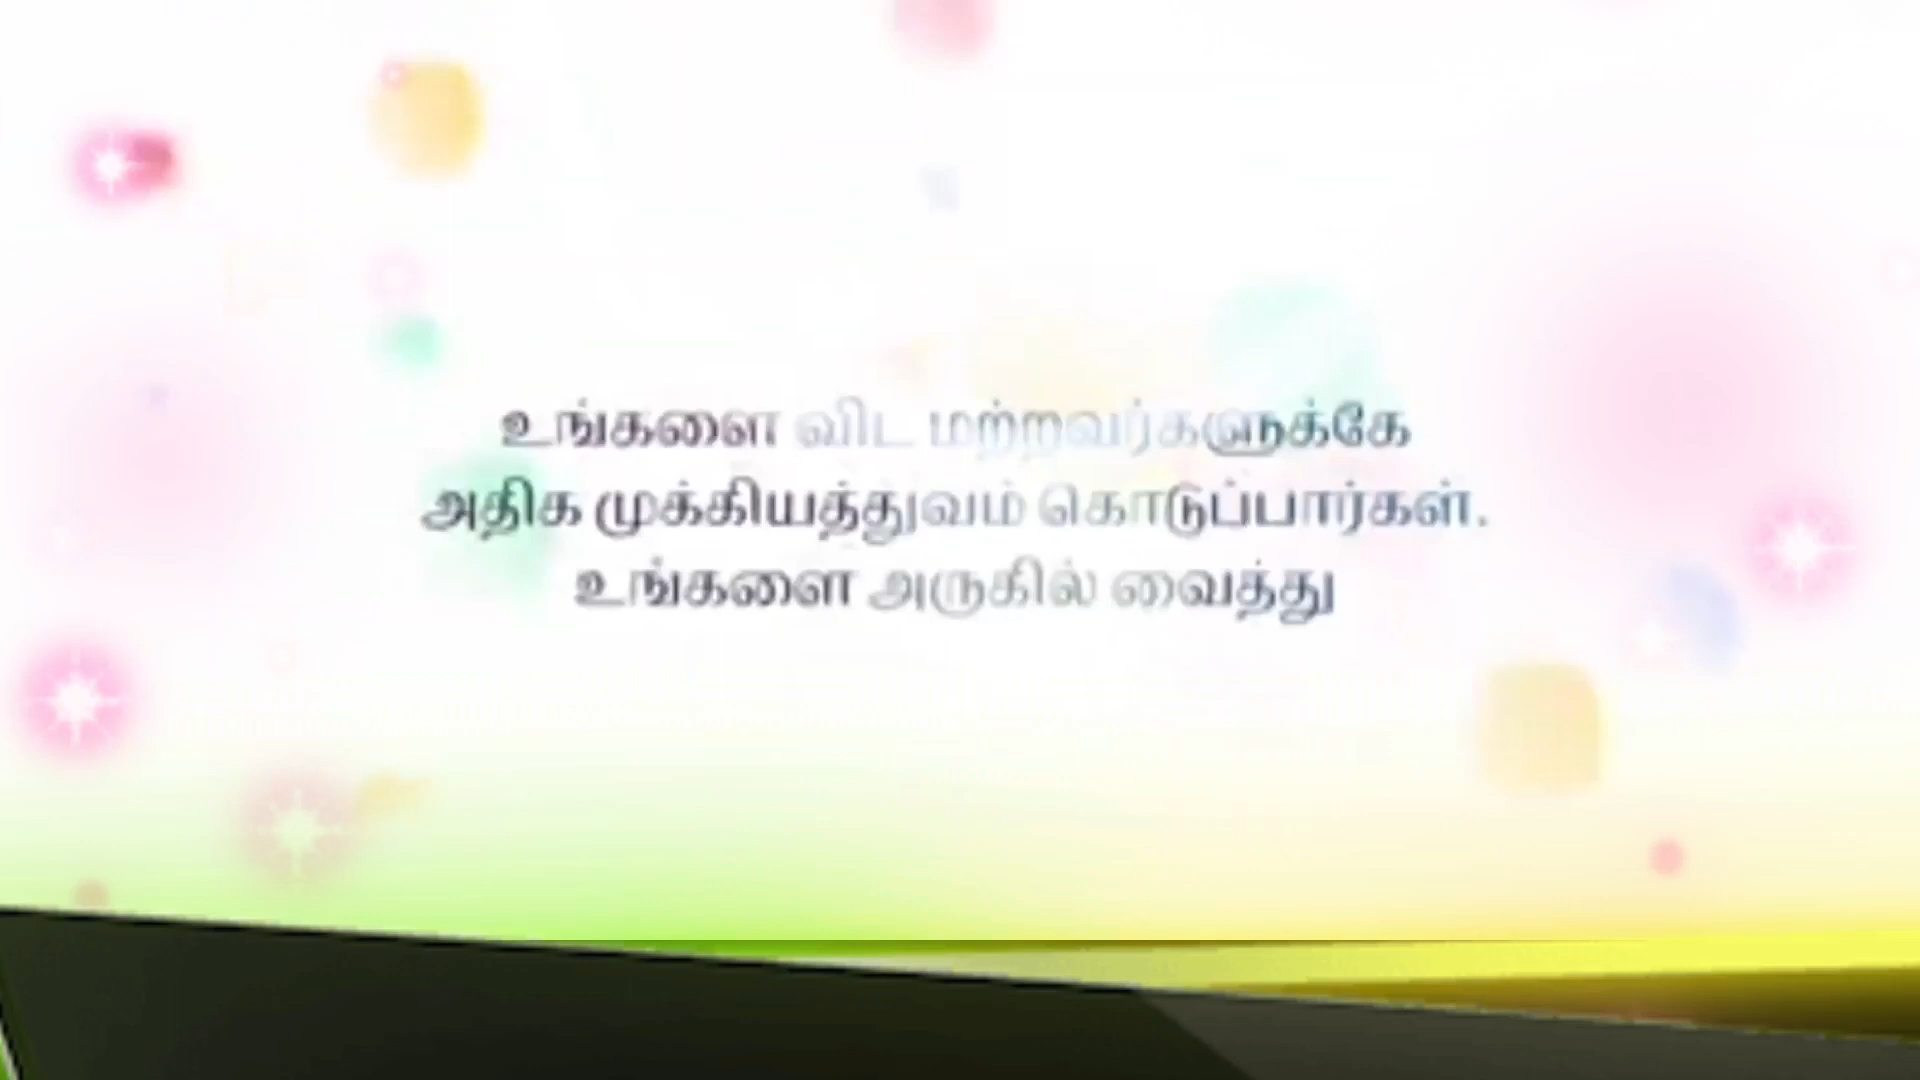 உங்களை விட மற்றவர்களுக்கே
அதிக முக்கியத்துவம் கொடுப்பார்கள்.
உங்களை அருகில் வைத்து